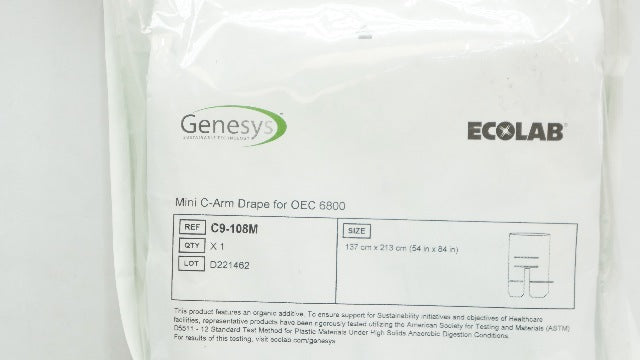 Genesys™
SUSTAINABLE TECHNOLOGY
ECOLAB®
Mini C-Arm Drape for OEC 6800
REF C9-108M
QTY X 1
LOT D221462
SIZE
137 cm x 213 cm (54 in x 84 in)
This product features an organic additive. To ensure support for Sustainability initiatives and objectives of Healthcare
facilities, representative products have been rigorously tested utilizing the American Society for Testing and Materials (ASTM)
D5511 - 12 Standard Test Method for Plastic Materials Under High Solids Anaerobic Digestion Conditions.
For results of this testing, visit ecolab.com/genesys